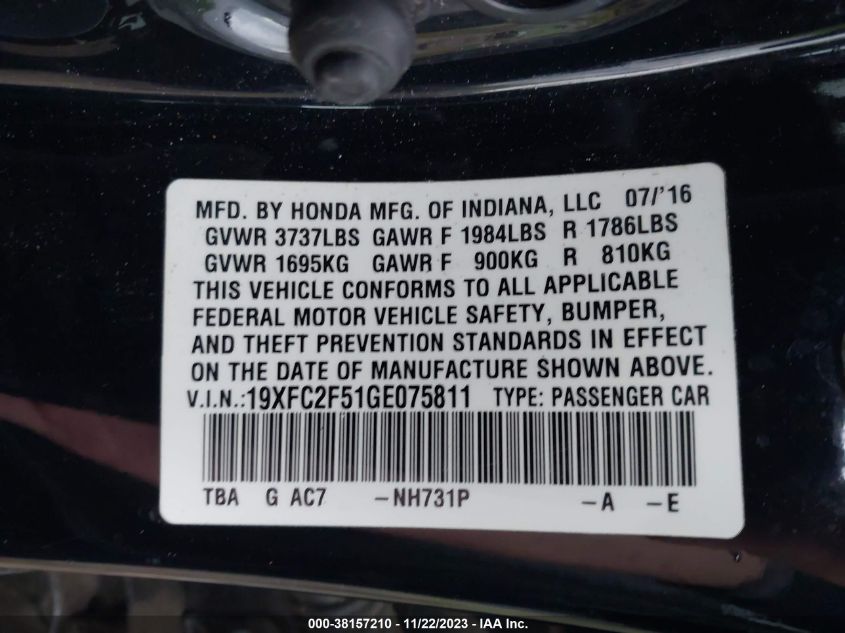 MFD. BY HONDA MFG. OF INDIANA, LLC 07/'16
GVWR 3737LBS GAWR F 1984LBS R 1786LBS
GVWR 1695KG GAWR F 900KG R 810KG
THIS VEHICLE CONFORMS TO ALL APPLICABLE
FEDERAL MOTOR VEHICLE SAFETY, BUMPER,
AND THEFT PREVENTION STANDARDS IN EFFECT
ON THE DATE OF MANUFACTURE SHOWN ABOVE.
V.I.N.:19XFC2F51GE075811 TYPE: PASSENGER CAR
TBA G AC7 –NH731P –A –E
000-38157210 - 11/22/2023 - IAA Inc.